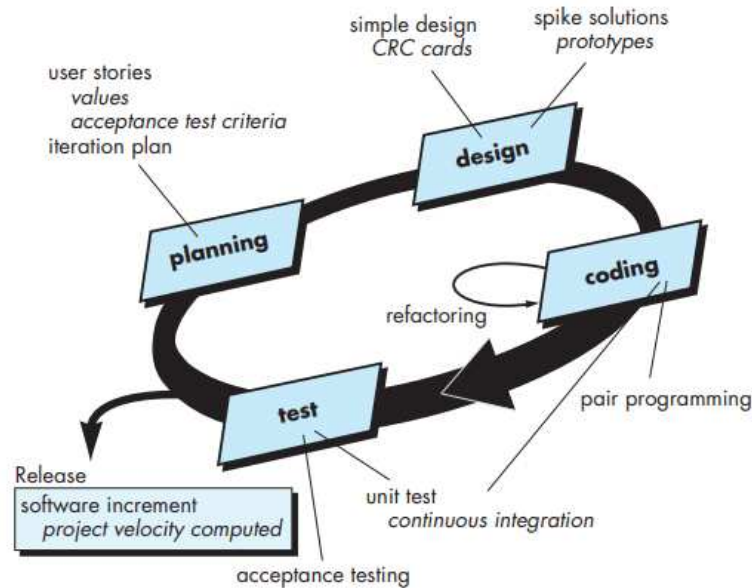 simple design
CRC cards
spike solutions
prototypes
user stories
values
acceptance test criteria
iteration plan
design
planning
coding
refactoring
test
pair programming
Release
software increment
project velocity computed
unit test
continuous integration
acceptance testing